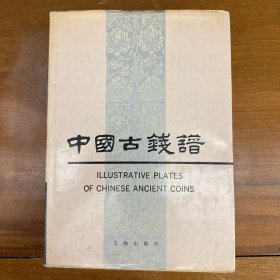 中國古錢譜
ILLUSTRATIVE PLATES
OF CHINESE ANCIENT COINS
文物出版社